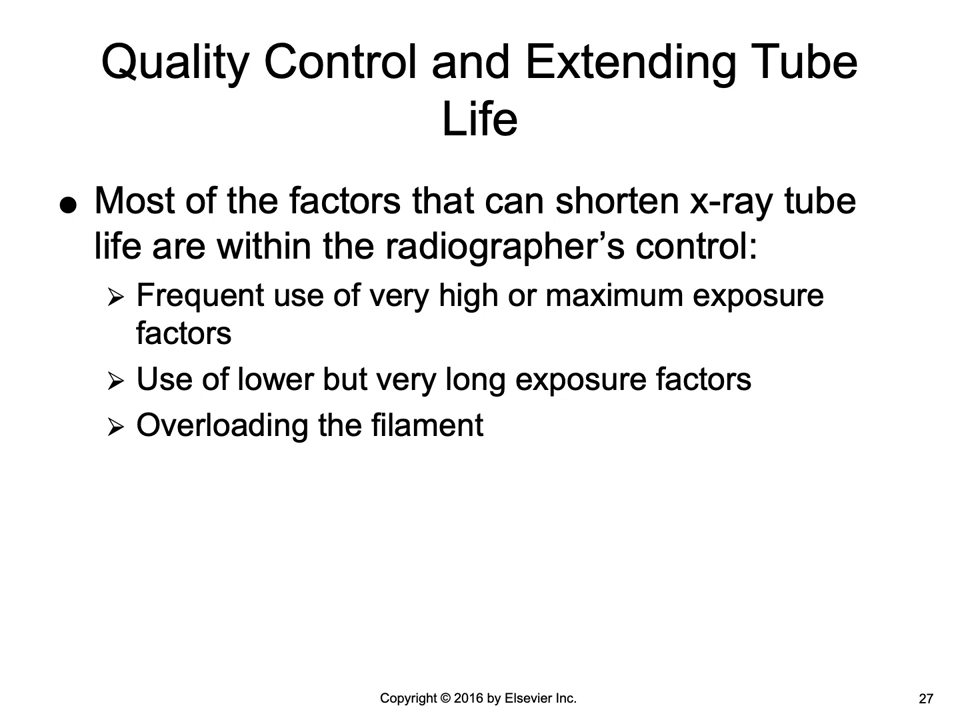 Quality Control and Extending Tube
Life
● Most of the factors that can shorten x-ray tube
life are within the radiographer’s control:
➢ Frequent use of very high or maximum exposure
factors
➢ Use of lower but very long exposure factors
➢ Overloading the filament
Copyright © 2016 by Elsevier Inc.
27